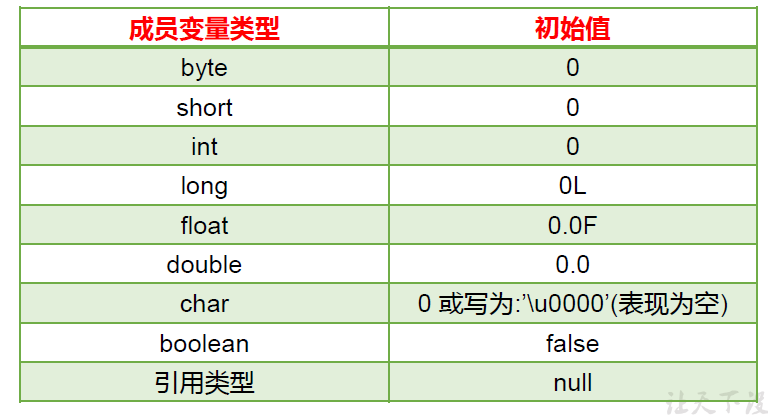 成员变量类型 初始值
byte 0
short 0
int 0
long 0L
float 0.0F
double 0.0
char 0 或写为:’\u0000’(表现为空)
boolean false
引用类型 null
让天下没